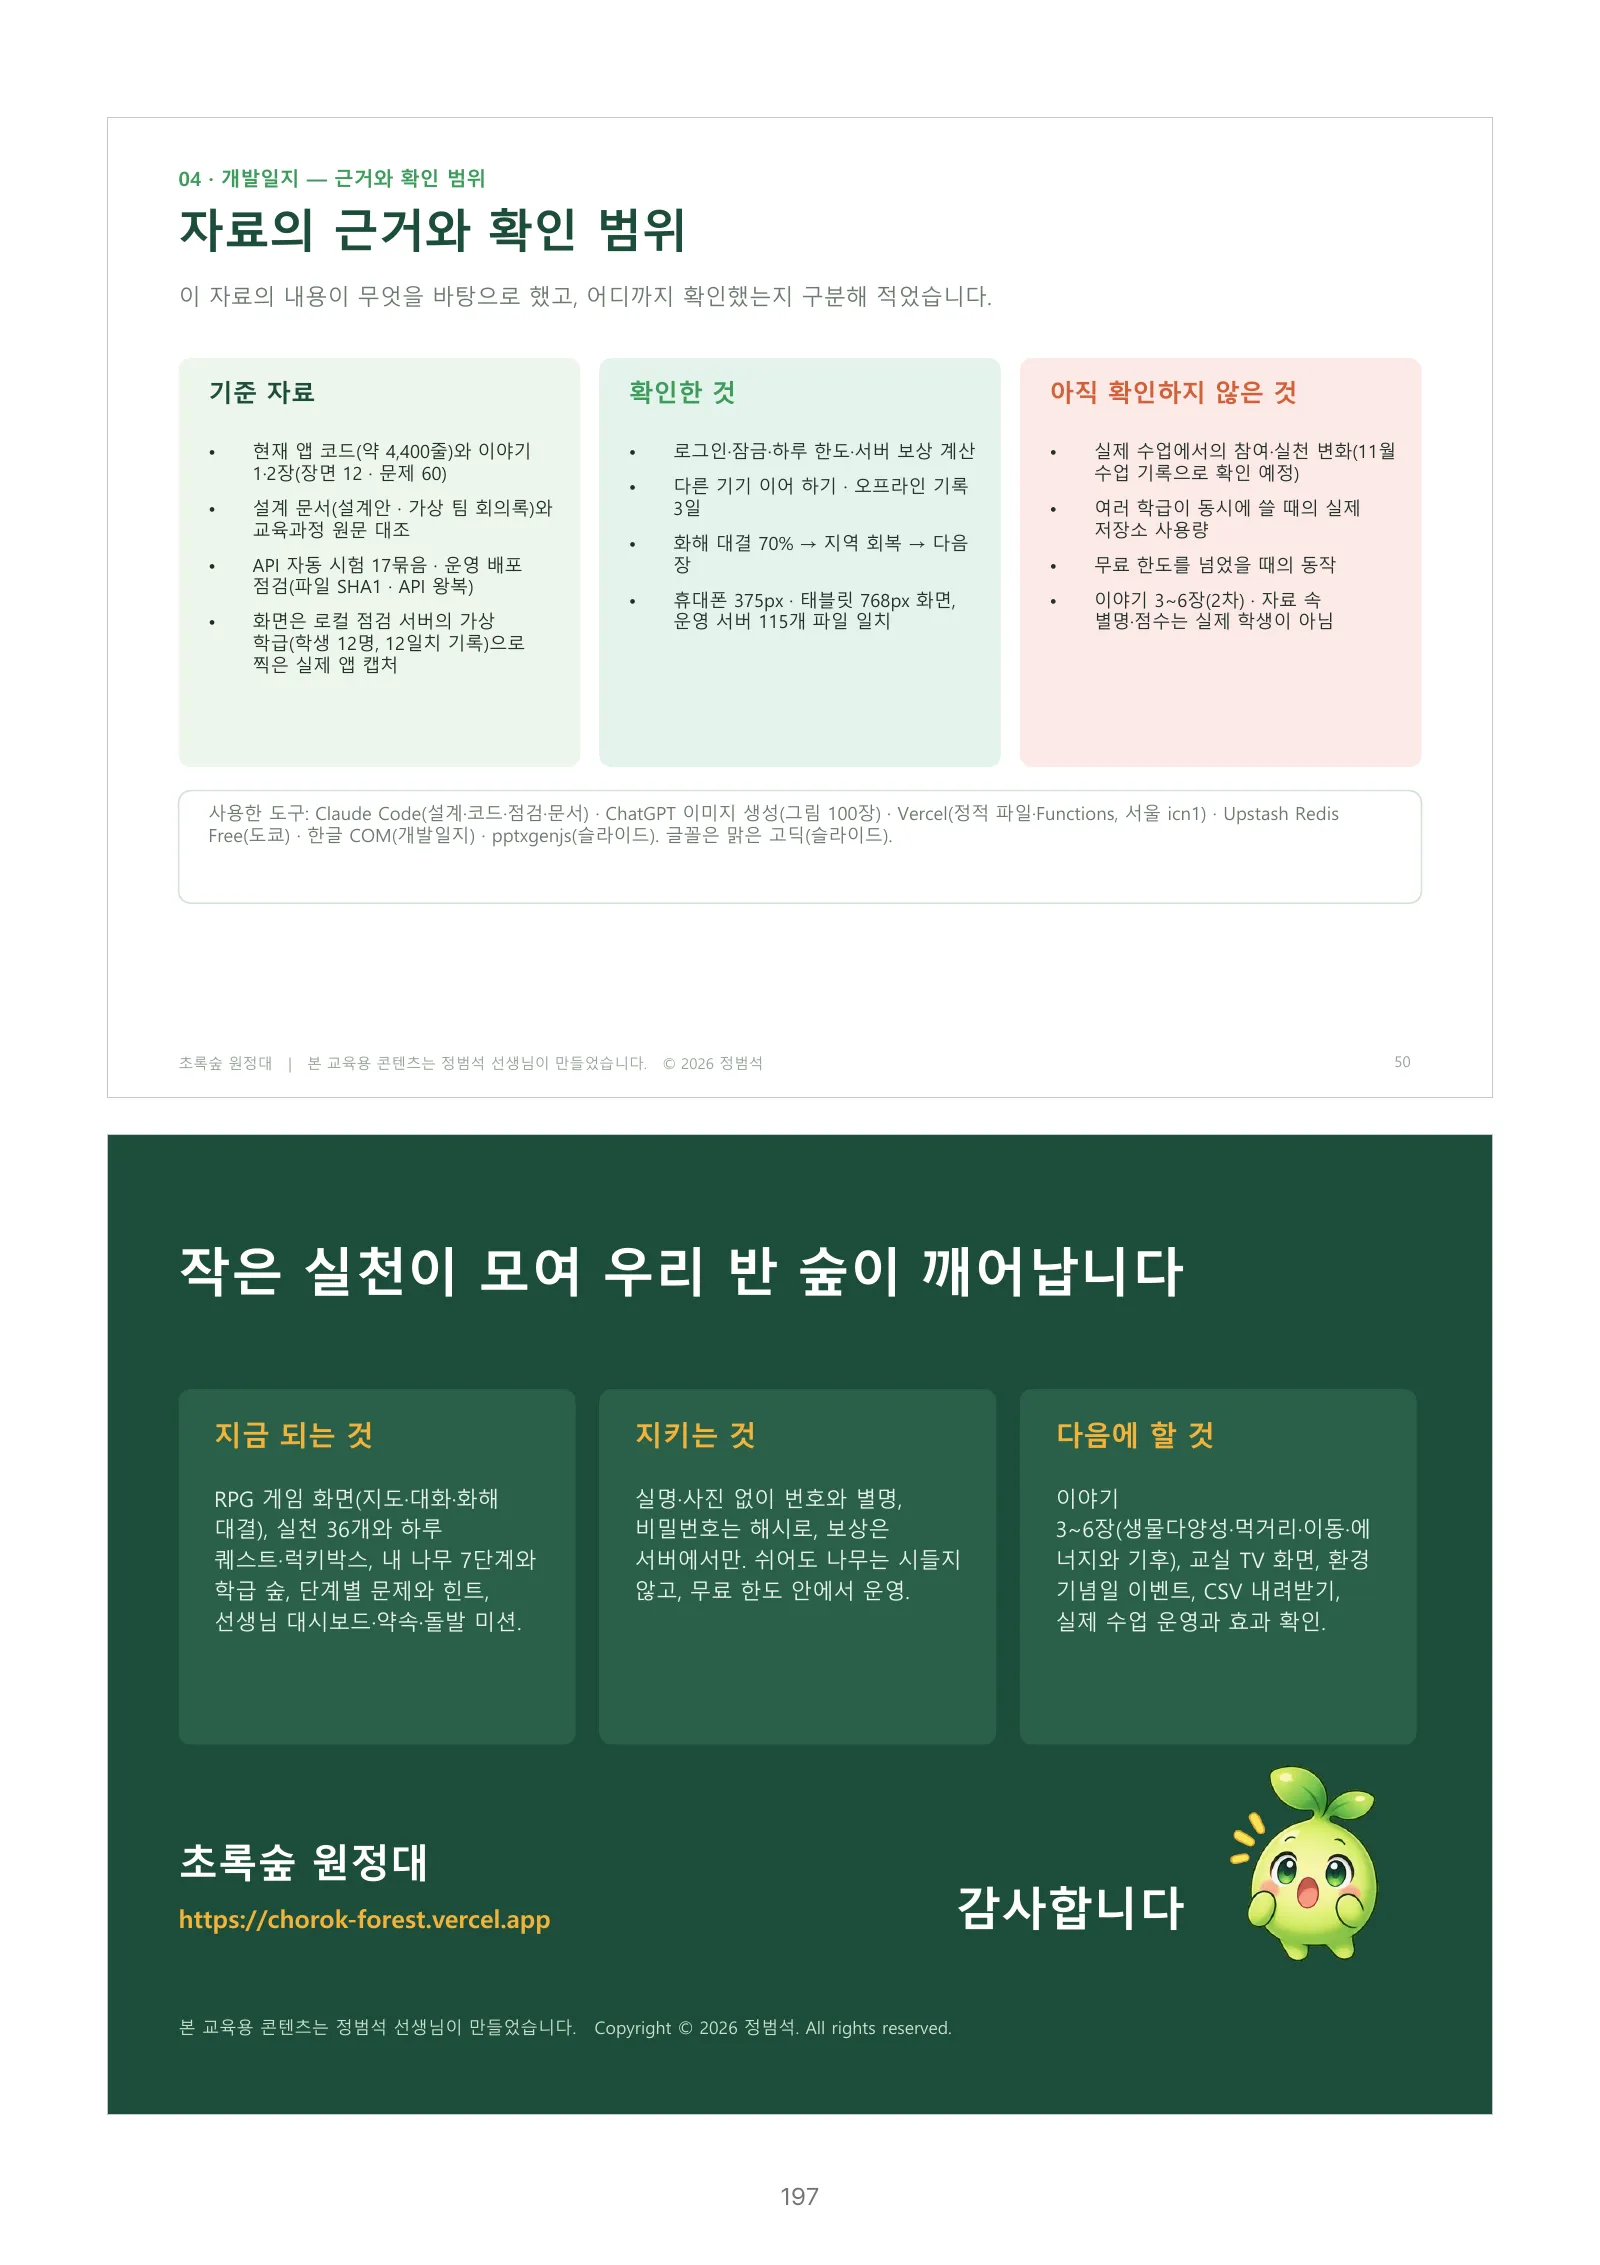 04 · 개발일지 — 근거와 확인 범위
자료의 근거와 확인 범위
이 자료의 내용이 무엇을 바탕으로 했고, 어디까지 확인했는지 구분해 적었습니다.
기준 자료
• 현재 앱 코드(약 4,400줄)와 이야기
1·2장(장면 12 · 문제 60)
• 설계 문서(설계안 · 가상 팀 회의록)와
교육과정 원문 대조
• API 자동 시험 17묶음 · 운영 배포
점검(파일 SHA1 · API 왕복)
• 화면은 로컬 점검 서버의 가상
학급(학생 12명, 12일치 기록)으로
찍은 실제 앱 캡처
확인한 것
• 로그인·잠금·하루 한도·서버 보상 계산
• 다른 기기 이어 하기 · 오프라인 기록
3일
• 화해 대결 70% → 지역 회복 → 다음
장
• 휴대폰 375px · 태블릿 768px 화면,
운영 서버 115개 파일 일치
아직 확인하지 않은 것
• 실제 수업에서의 참여·실천 변화(11월
수업 기록으로 확인 예정)
• 여러 학급이 동시에 쓸 때의 실제
저장소 사용량
• 무료 한도를 넘었을 때의 동작
• 이야기 3~6장(2차) · 자료 속
별명·점수는 실제 학생이 아님
사용한 도구: Claude Code(설계·코드·점검·문서) · ChatGPT 이미지 생성(그림 100장) · Vercel(정적 파일·Functions, 서울 icn1) · Upstash Redis
Free(도쿄) · 한글 COM(개발일지) · pptxgenjs(슬라이드). 글꼴은 맑은 고딕(슬라이드).
초록숲 원정대 | 본 교육용 콘텐츠는 정범석 선생님이 만들었습니다. © 2026 정범석
50
작은 실천이 모여 우리 반 숲이 깨어납니다
지금 되는 것
RPG 게임 화면(지도·대화·화해
대결), 실천 36개와 하루
퀘스트·럭키박스, 내 나무 7단계와
학급 숲, 단계별 문제와 힌트,
선생님 대시보드·약속·돌발 미션.
지키는 것
실명·사진 없이 번호와 별명,
비밀번호는 해시로, 보상은
서버에서만. 쉬어도 나무는 시들지
않고, 무료 한도 안에서 운영.
다음에 할 것
이야기
3~6장(생물다양성·먹거리·이동·에
너지와 기후), 교실 TV 화면, 환경
기념일 이벤트, CSV 내려받기,
실제 수업 운영과 효과 확인.
초록숲 원정대
https://chorok-forest.vercel.app
감사합니다
본 교육용 콘텐츠는 정범석 선생님이 만들었습니다. Copyright © 2026 정범석. All rights reserved.
197